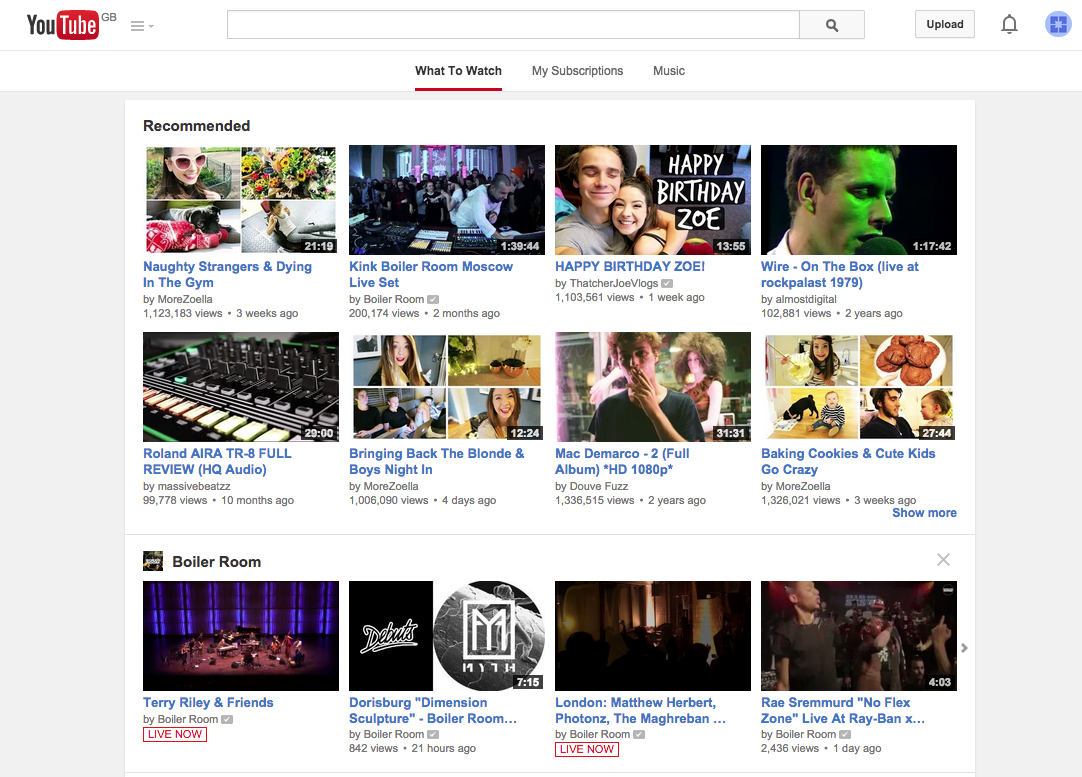 YouTube GB
Upload
What To Watch My Subscriptions Music
Recommended
21:19
1:39:44
HAPPY
BIRTHDAY
ZOE
13:55
1:17:42
Naughty Strangers & Dying
In The Gym
by MoreZoella
1,123,183 views • 3 weeks ago
Kink Boiler Room Moscow
Live Set
by Boiler Room
200,174 views • 2 months ago
HAPPY BIRTHDAY ZOE!
by ThatcherJoeVlogs
1,103,561 views • 1 week ago
Wire - On The Box (live at
rockpalast 1979)
by almostdigital
102,881 views • 2 years ago
29:00
12:24
31:31
27:44
Roland AIRA TR-8 FULL
REVIEW (HQ Audio)
by massivebeatzz
99,778 views • 10 months ago
Bringing Back The Blonde &
Boys Night In
by MoreZoella
1,006,090 views • 4 days ago
Mac Demarco - 2 (Full
Album) *HD 1080p*
by Douve Fuzz
1,336,515 views • 2 years ago
Baking Cookies & Cute Kids
Go Crazy
by MoreZoella
1,326,021 views • 3 weeks ago
Show more
Boiler Room
Debuts
M
MYTH
7:15
4:03
Terry Riley & Friends
by Boiler Room
LIVE NOW
Dorisburg "Dimension
Sculpture" - Boiler Room…
by Boiler Room
842 views • 21 hours ago
London: Matthew Herbert,
Photonz, The Maghreban …
by Boiler Room
LIVE NOW
Rae Sremmurd "No Flex
Zone" Live At Ray-Ban x…
by Boiler Room
2,436 views • 1 day ago